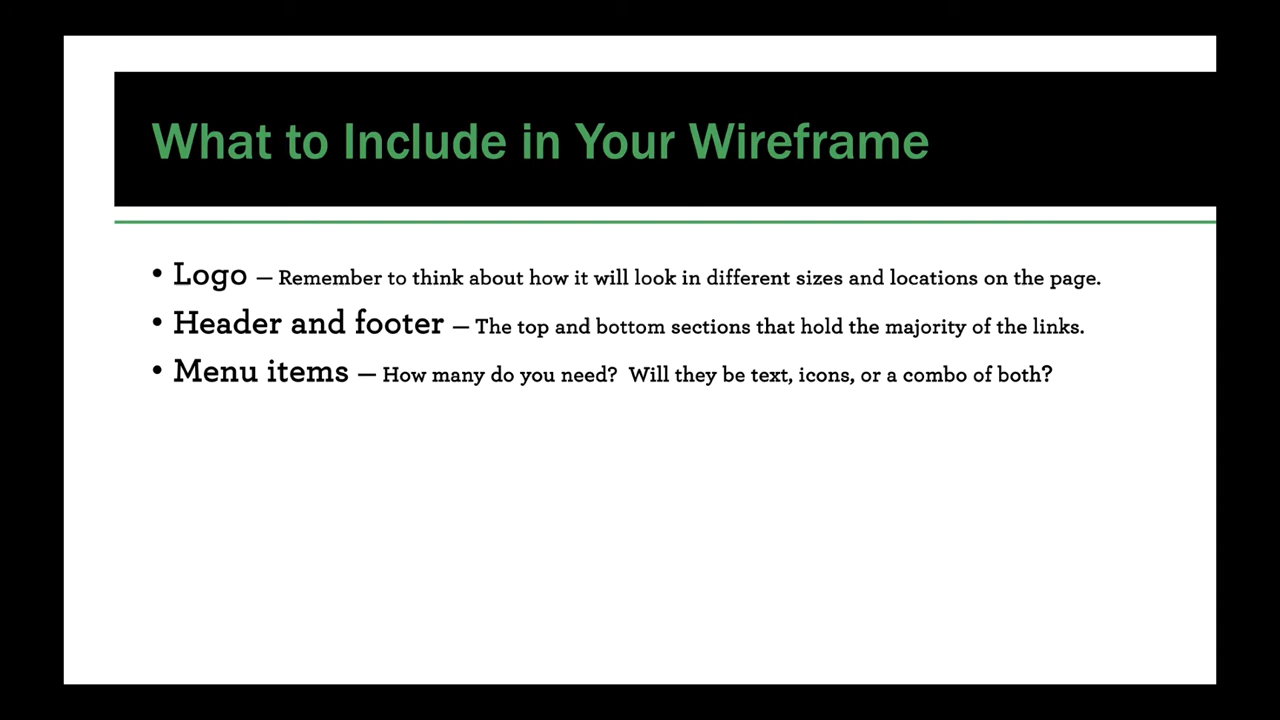 What to Include in Your Wireframe
• Logo — Remember to think about how it will look in different sizes and locations on the page.
• Header and footer — The top and bottom sections that hold the majority of the links.
• Menu items — How many do you need?  Will they be text, icons, or a combo of both?